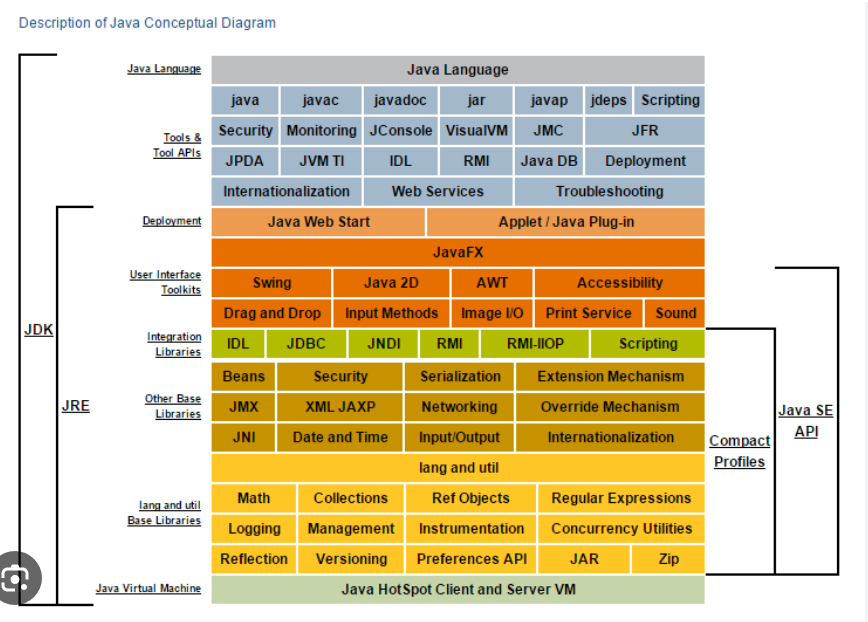 Description of Java Conceptual Diagram
Java Language Java Language
java javac javadoc jar javap jdeps Scripting
Tools &
Tool APIs
Security Monitoring JConsole VisualVM JMC JFR
JPDA JVM TI IDL RMI Java DB Deployment
Internationalization Web Services Troubleshooting
Deployment Java Web Start Applet / Java Plug-in
JavaFX
User Interface
Toolkits
Swing Java 2D AWT Accessibility
Drag and Drop Input Methods Image I/O Print Service Sound
JDK
Integration
Libraries
IDL JDBC JNDI RMI RMI-IIOP Scripting
Beans Security Serialization Extension Mechanism
JRE
Other Base
Libraries
JMX XML JAXP Networking Override Mechanism
Java SE
API
JNI Date and Time Input/Output Internationalization
Compact
Profiles
lang and util
lang and util
Base Libraries
Math Collections Ref Objects Regular Expressions
Logging Management Instrumentation Concurrency Utilities
Reflection Versioning Preferences API JAR Zip
Java Virtual Machine Java HotSpot Client and Server VM